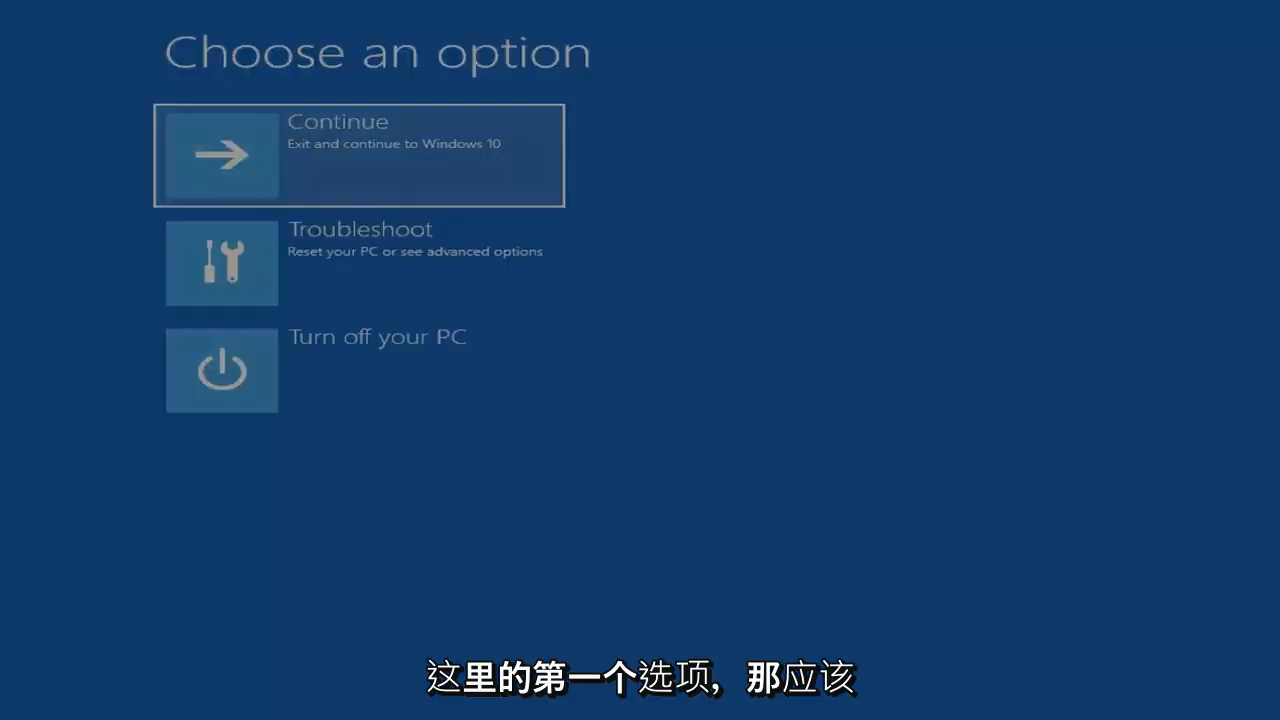 Choose an option
Continue
Exit and continue to Windows 10
Troubleshoot
Reset your PC or see advanced options
Turn off your PC
这里的第一个选项，那应该